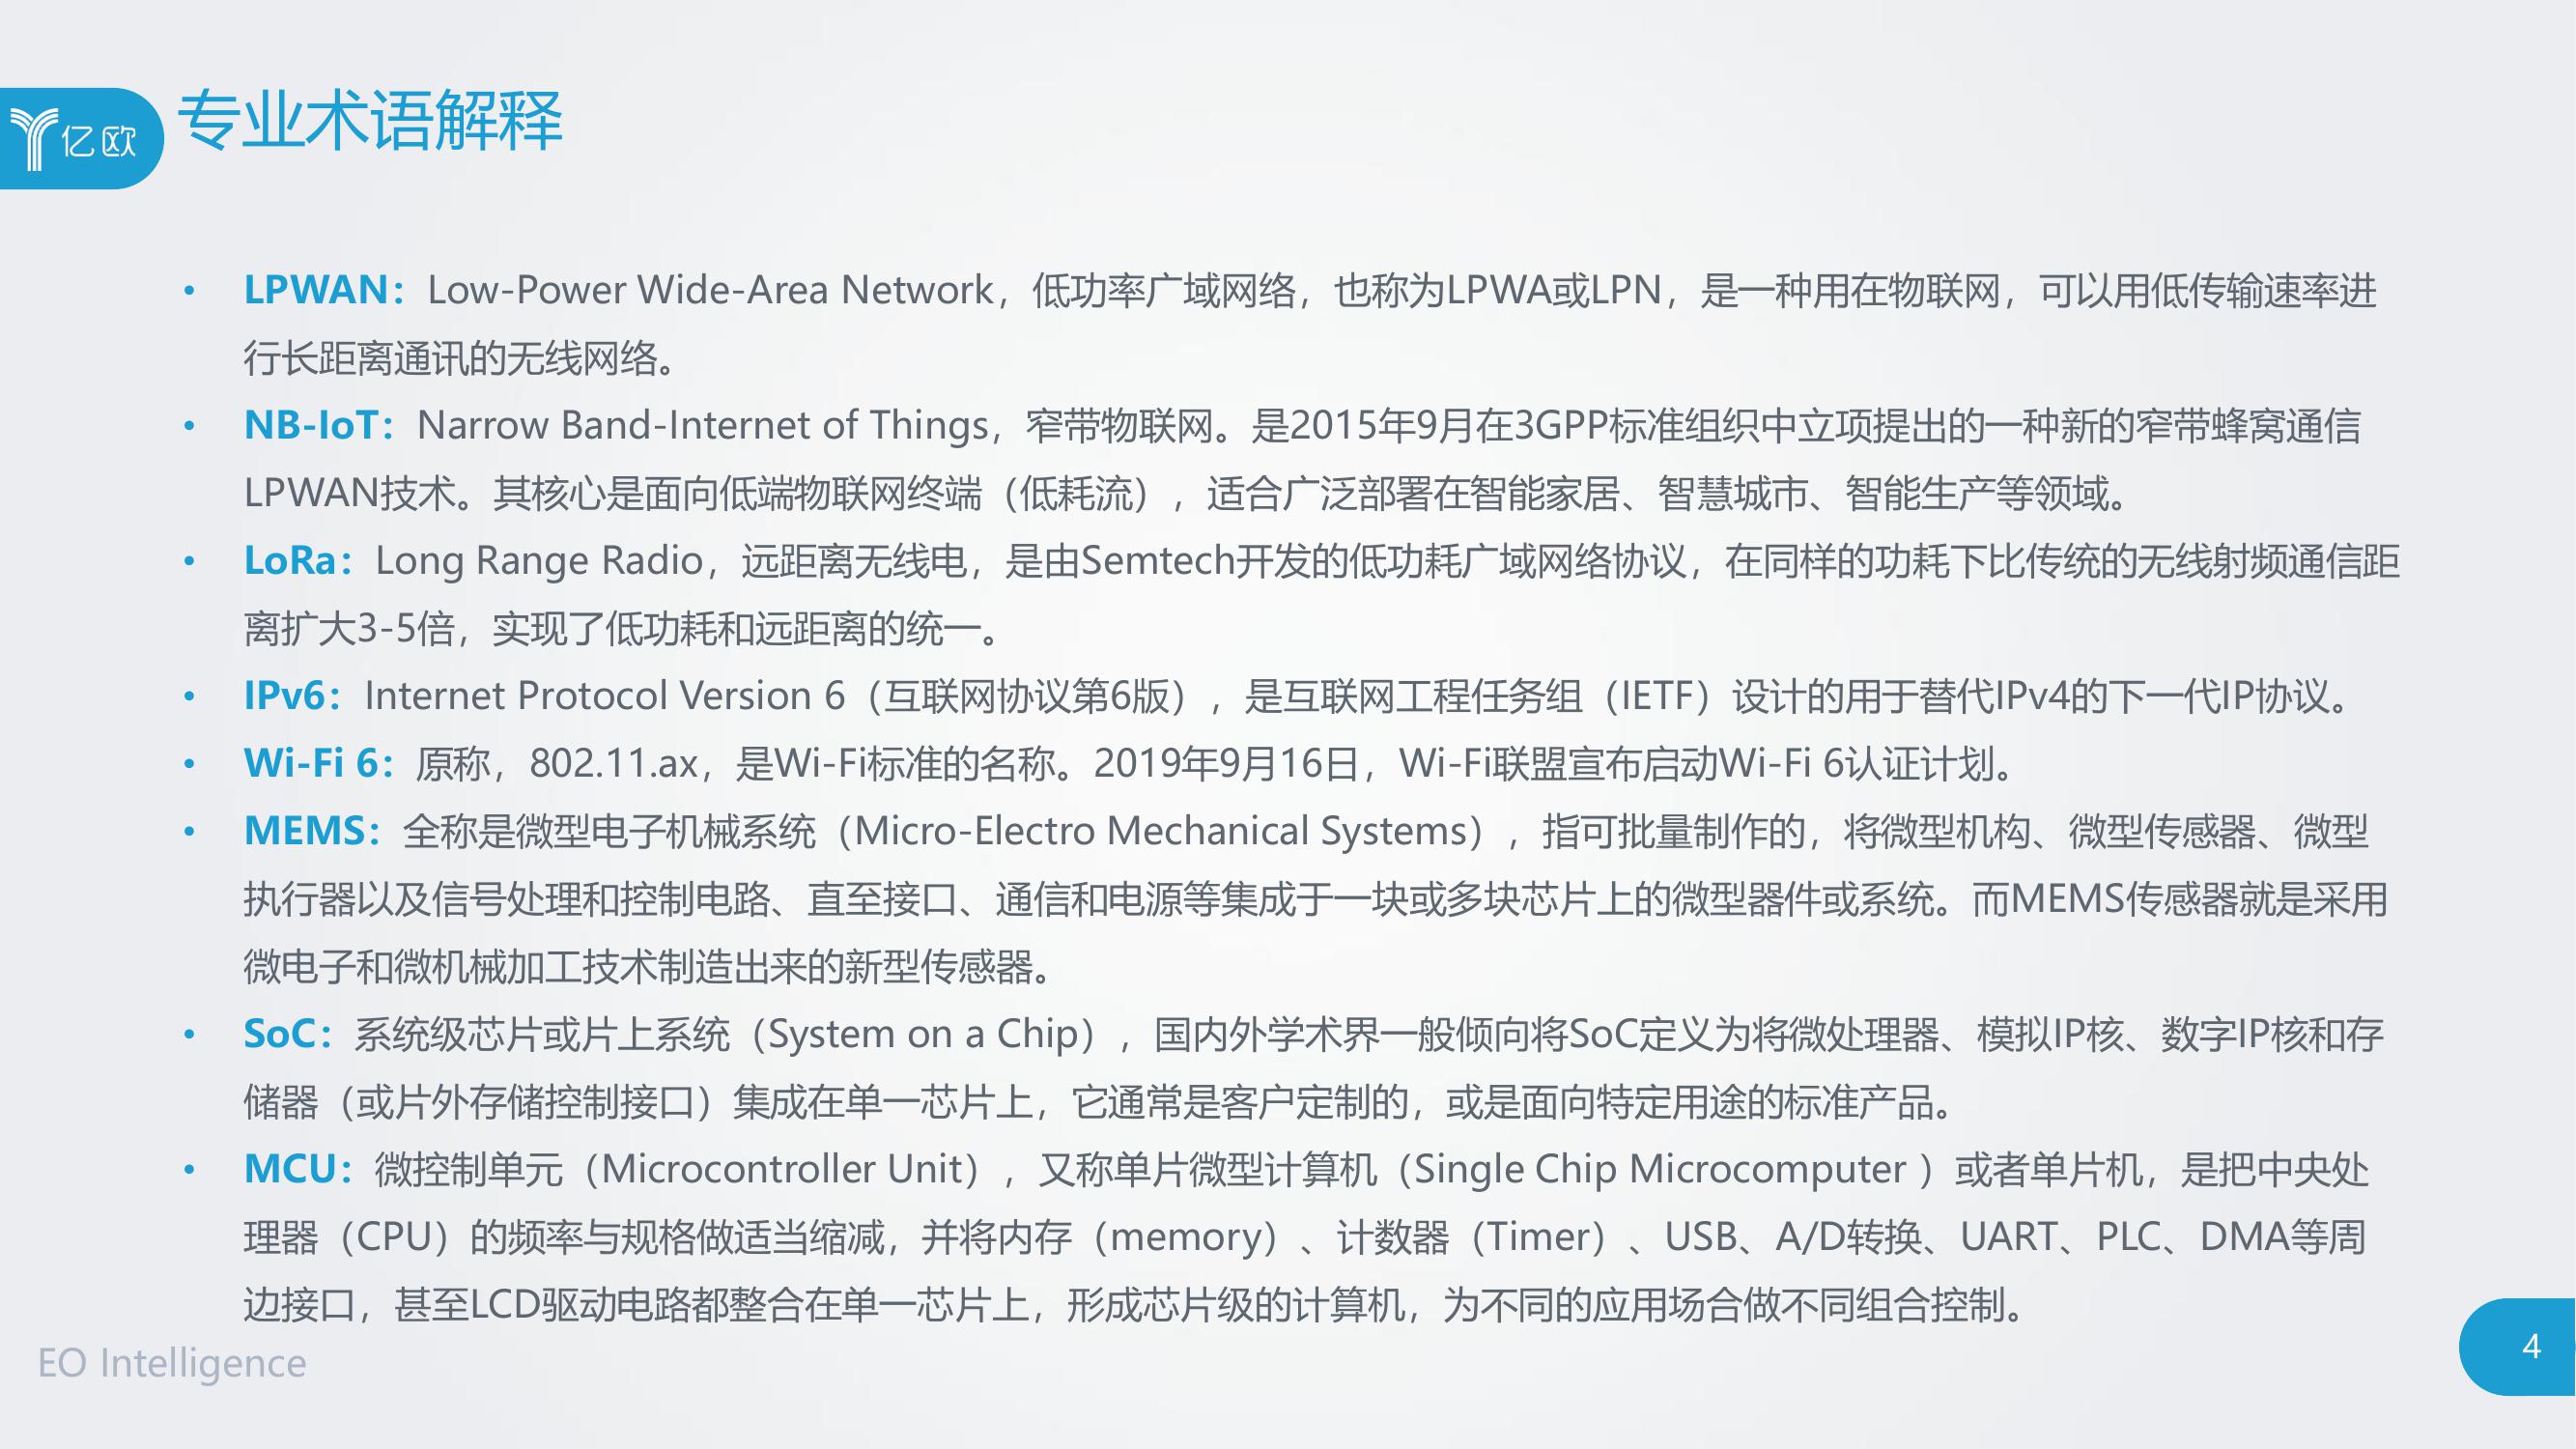 亿欧
专业术语解释
• LPWAN：Low-Power Wide-Area Network，低功率广域网络，也称为LPWA或LPN，是一种用在物联网，可以用低传输速率进
行长距离通讯的无线网络。
• NB-IoT：Narrow Band-Internet of Things，窄带物联网。是2015年9月在3GPP标准组织中立项提出的一种新的窄带蜂窝通信
LPWAN技术。其核心是面向低端物联网终端（低耗流），适合广泛部署在智能家居、智慧城市、智能生产等领域。
• LoRa：Long Range Radio，远距离无线电，是由Semtech开发的低功耗广域网络协议，在同样的功耗下比传统的无线射频通信距
离扩大3-5倍，实现了低功耗和远距离的统一。
• IPv6：Internet Protocol Version 6（互联网协议第6版），是互联网工程任务组（IETF）设计的用于替代IPv4的下一代IP协议。
• Wi-Fi 6：原称，802.11.ax，是Wi-Fi标准的名称。2019年9月16日，Wi-Fi联盟宣布启动Wi-Fi 6认证计划。
• MEMS：全称是微型电子机械系统（Micro-Electro Mechanical Systems），指可批量制作的，将微型机构、微型传感器、微型
执行器以及信号处理和控制电路、直至接口、通信和电源等集成于一块或多块芯片上的微型器件或系统。而MEMS传感器就是采用
微电子和微机械加工技术制造出来的新型传感器。
• SoC：系统级芯片或片上系统（System on a Chip），国内外学术界一般倾向将SoC定义为将微处理器、模拟IP核、数字IP核和存
储器（或片外存储控制接口）集成在单一芯片上，它通常是客户定制的，或是面向特定用途的标准产品。
• MCU：微控制单元（Microcontroller Unit），又称单片微型计算机（Single Chip Microcomputer ）或者单片机，是把中央处
理器（CPU）的频率与规格做适当缩减，并将内存（memory）、计数器（Timer）、USB、A/D转换、UART、PLC、DMA等周
边接口，甚至LCD驱动电路都整合在单一芯片上，形成芯片级的计算机，为不同的应用场合做不同组合控制。
EO Intelligence
4